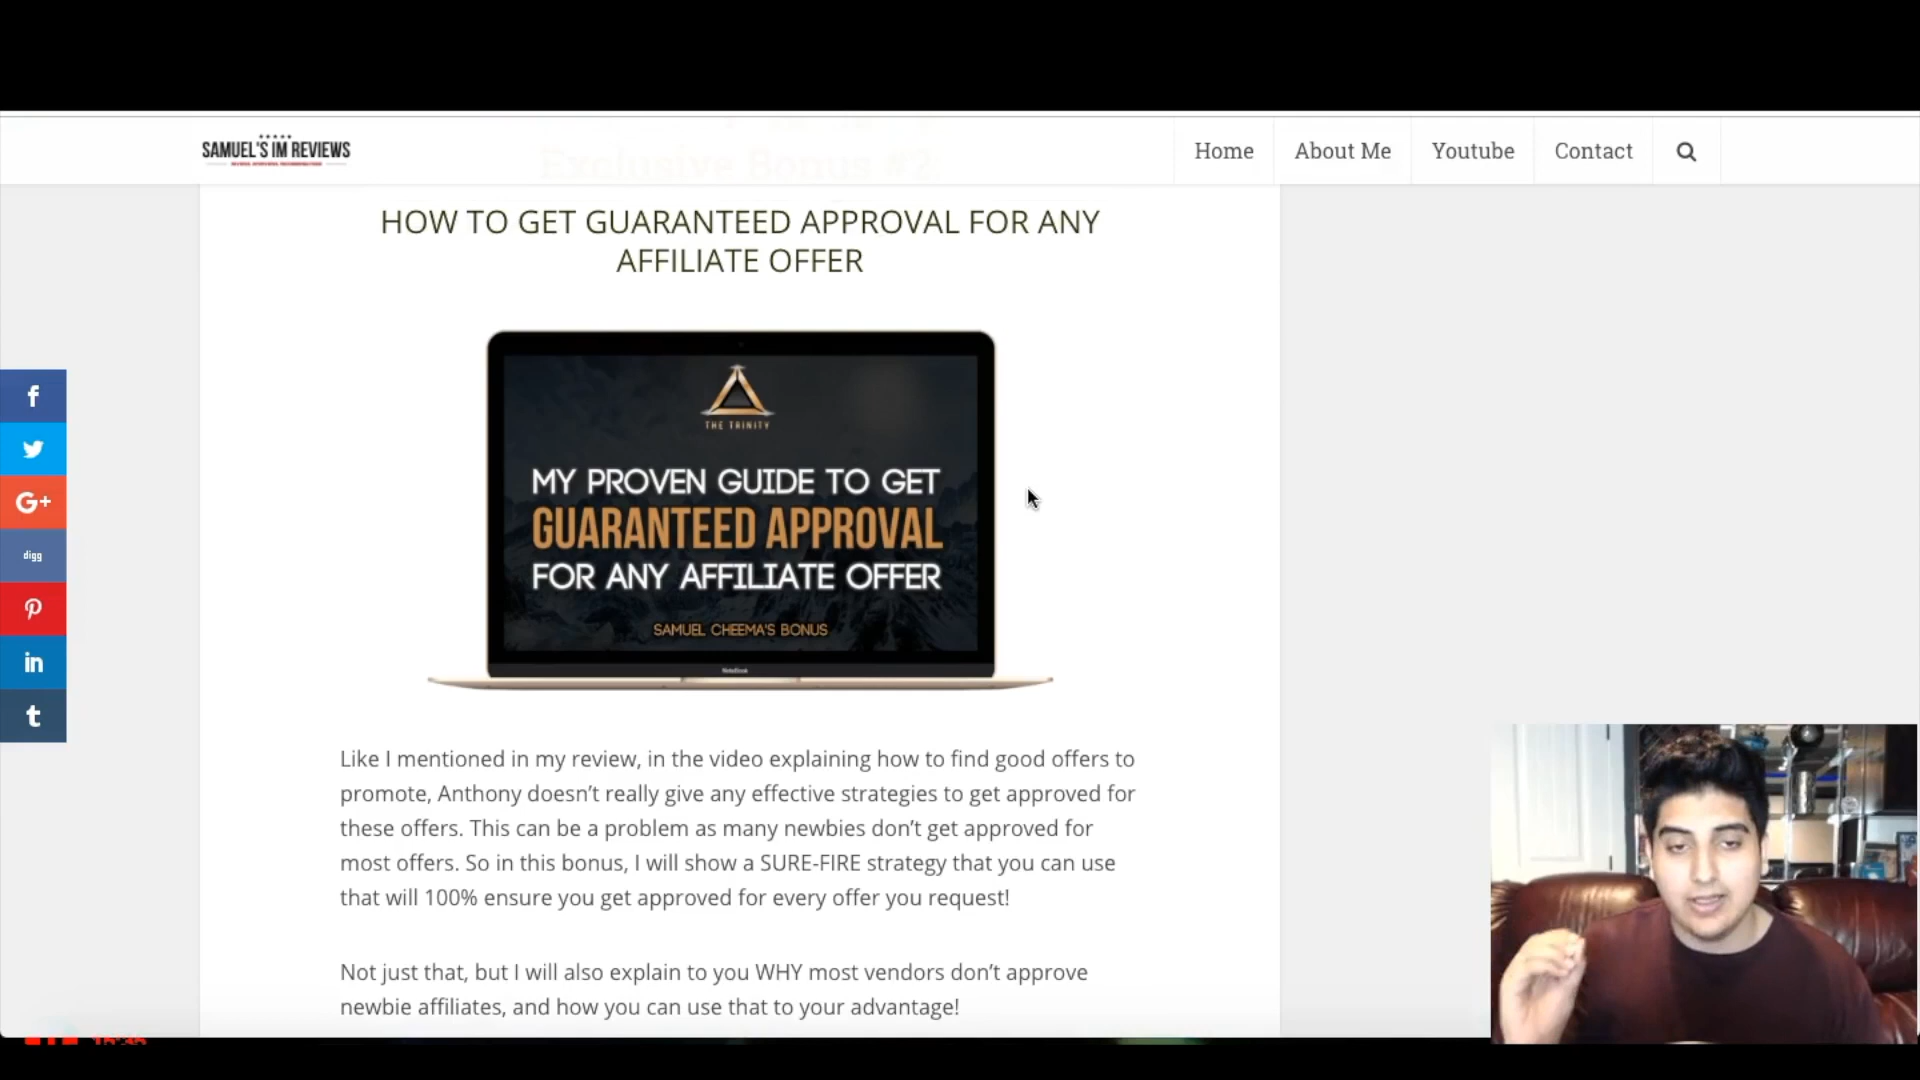 SAMUEL'S IM REVIEWS
Exclusive Bonus #2
Home
About Me
Youtube
Contact
HOW TO GET GUARANTEED APPROVAL FOR ANY
AFFILIATE OFFER
THE TRINITY
MY PROVEN GUIDE TO GET
GUARANTEED APPROVAL
FOR ANY AFFILIATE OFFER
SAMUEL CHEEMA'S BONUS
f
G+
digg
in
t
Like I mentioned in my review, in the video explaining how to find good offers to
promote, Anthony doesn't really give any effective strategies to get approved for
these offers. This can be a problem as many newbies don't get approved for
most offers. So in this bonus, I will show a SURE-FIRE strategy that you can use
that will 100% ensure you get approved for every offer you request!
Not just that, but I will also explain to you WHY most vendors don't approve
newbie affiliates, and how you can use that to your advantage!